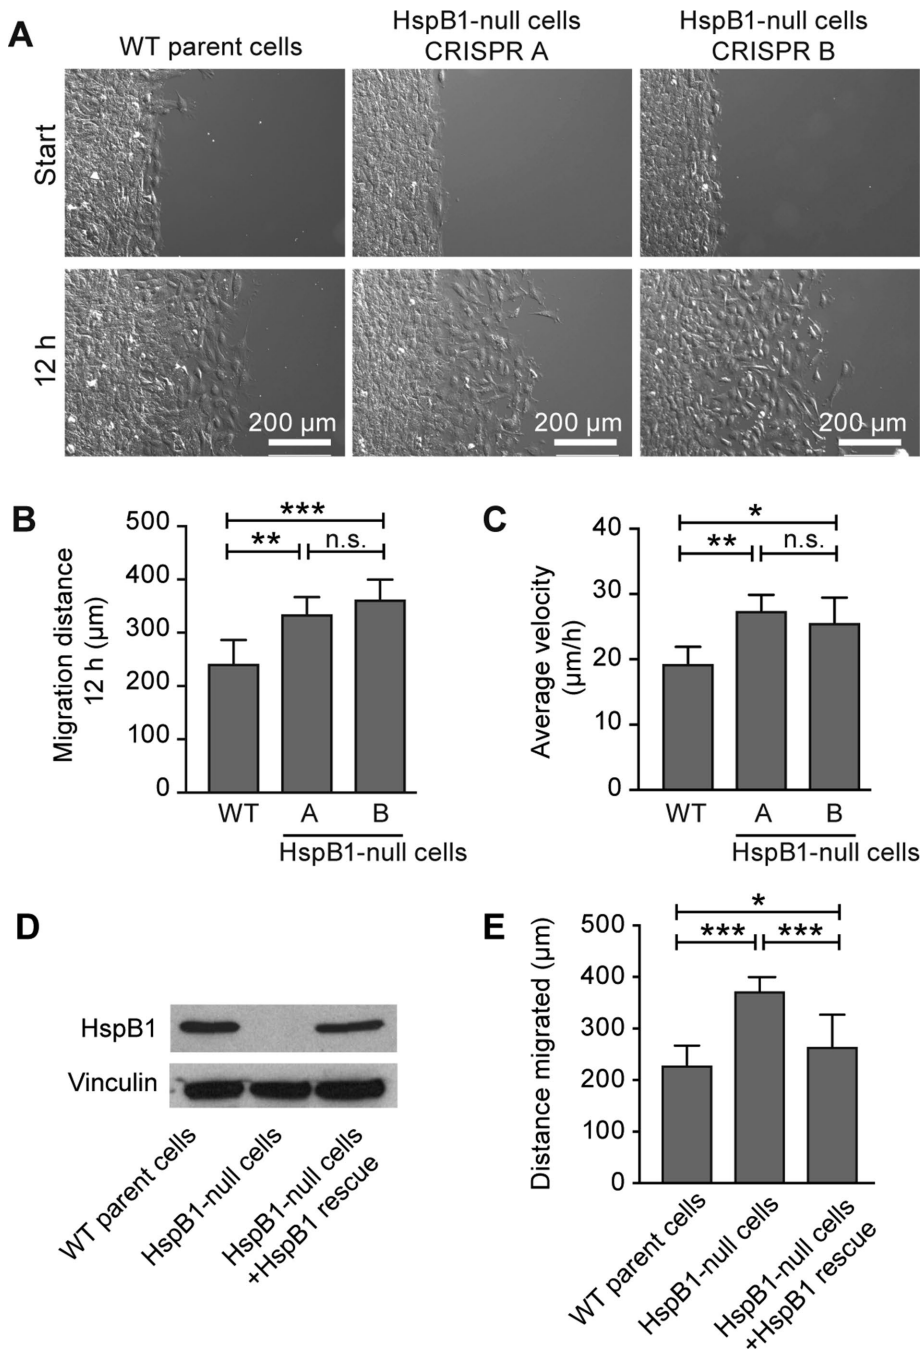 A
WT parent cells
HspB1-null cells
CRISPR A
HspB1-null cells
CRISPR B
Start
12 h
200 µm
200 µm
200 µm
B
Migration distance
12 h (µm)
500
400
300
200
100
0
***
**
n.s.
WT
A
B
HspB1-null cells
C
Average velocity
(µm/h)
40
30
20
10
0
*
**
n.s.
WT
A
B
HspB1-null cells
D
HspB1
Vinculin
WT parent cells
HspB1-null cells
HspB1-null cells
+HspB1 rescue
E
Distance migrated (µm)
500
400
300
200
100
0
*
***
***
WT parent cells
HspB1-null cells
HspB1-null cells
+HspB1 rescue